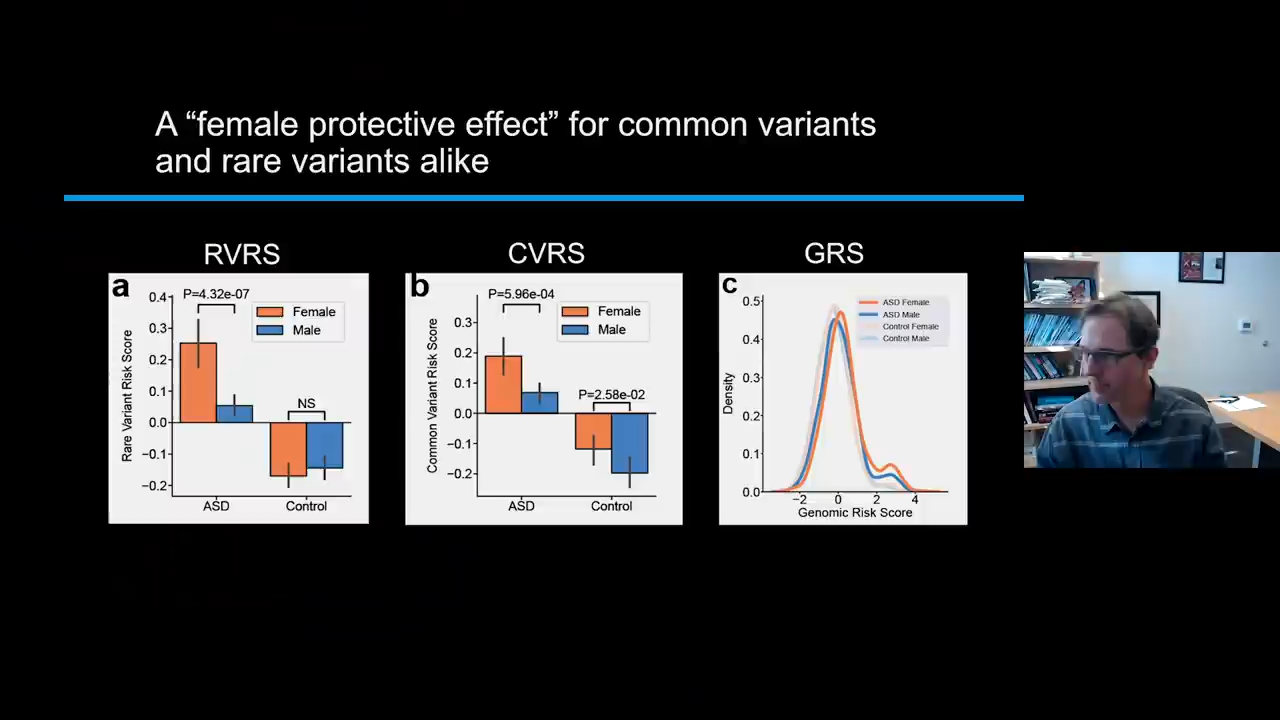 A “female protective effect” for common variants
and rare variants alike
RVRS
CVRS
GRS
a
P=4.32e-07
Female
Male
NS
Rare Variant Risk Score
0.4
0.3
0.2
0.1
0.0
−0.1
−0.2
ASD
Control
b
P=5.96e-04
Female
Male
P=2.58e-02
Common Variant Risk Score
0.3
0.2
0.1
0.0
−0.1
−0.2
ASD
Control
c
ASD Female
ASD Male
Control Female
Control Male
Density
0.5
0.4
0.3
0.2
0.1
0.0
−2
0
2
4
Genomic Risk Score